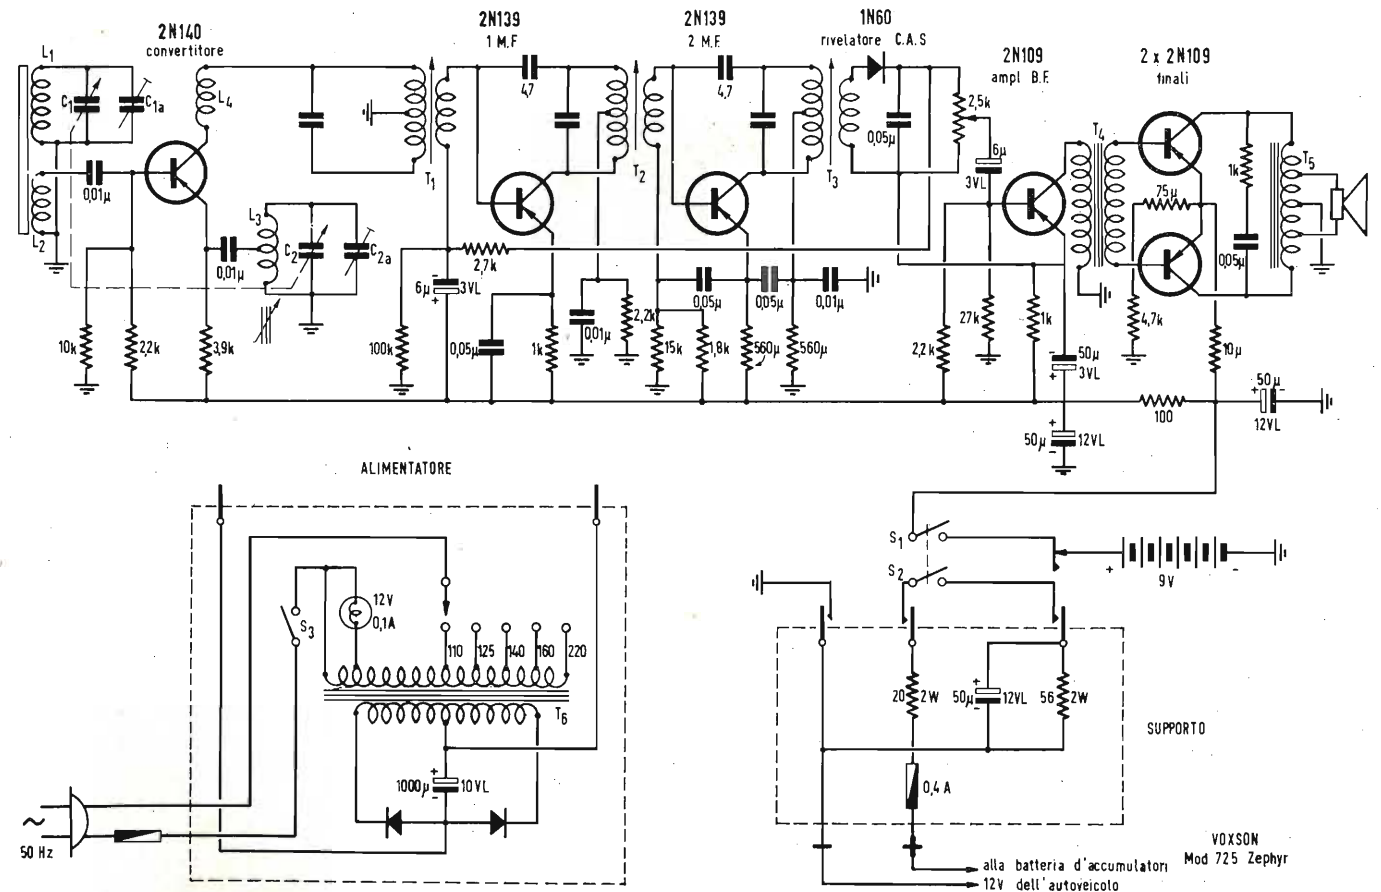 2N140
convertitore
2N139
1 M.F
2N139
2 M.F.
1N60
rivelatore C.A.S
2N109
ampl B.F.
2 x 2N109
finali
L1
C1
C1a
L4
4,7
T1
4,7
T2
T3
0,05µ
2,5k
6µ
3VL
T4
T5
1k
75µ
0,01µ
L2
L3
C2
C2a
0,01µ
2,7k
6µ
3VL
0,05µ
0,05µ
0,01µ
0,05µ
10k
22k
3,9k
100k
0,05µ
1k
0,01µ
2,2k
15k
1,8k
560µ
560µ
2,2k
27k
1k
50µ
3VL
4,7k
10µ
50µ
12VL
100
50µ
12VL
ALIMENTATORE
S1
S2
9V
+
-
12V
0,1A
S3
110
125
140
160
220
T6
1000µ
10VL
~
50 Hz
20
2W
50µ
12VL
56
2W
SUPPORTO
0,4 A
alla batteria d'accumulatori
12V dell'autoveicolo
VOXSON
Mod 725 Zephyr